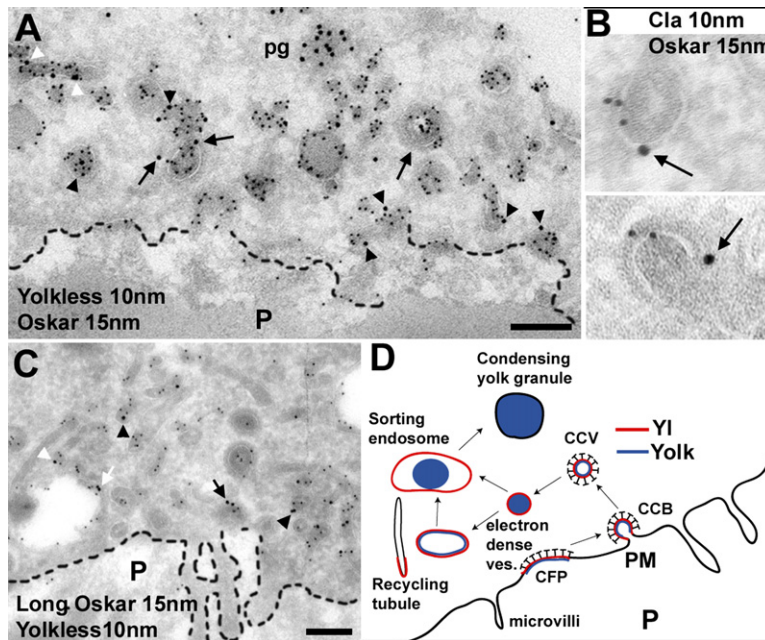 A
pg
Yolkless 10nm
Oskar 15nm
P
B
Cla 10nm
Oskar 15nm
C
P
Long Oskar 15nm
Yolkless10nm
D
Condensing
yolk granule
Sorting
endosome
CCV
Yl
Yolk
CCB
electron
dense
ves.
Recycling
tubule
CFP
PM
microvilli
P